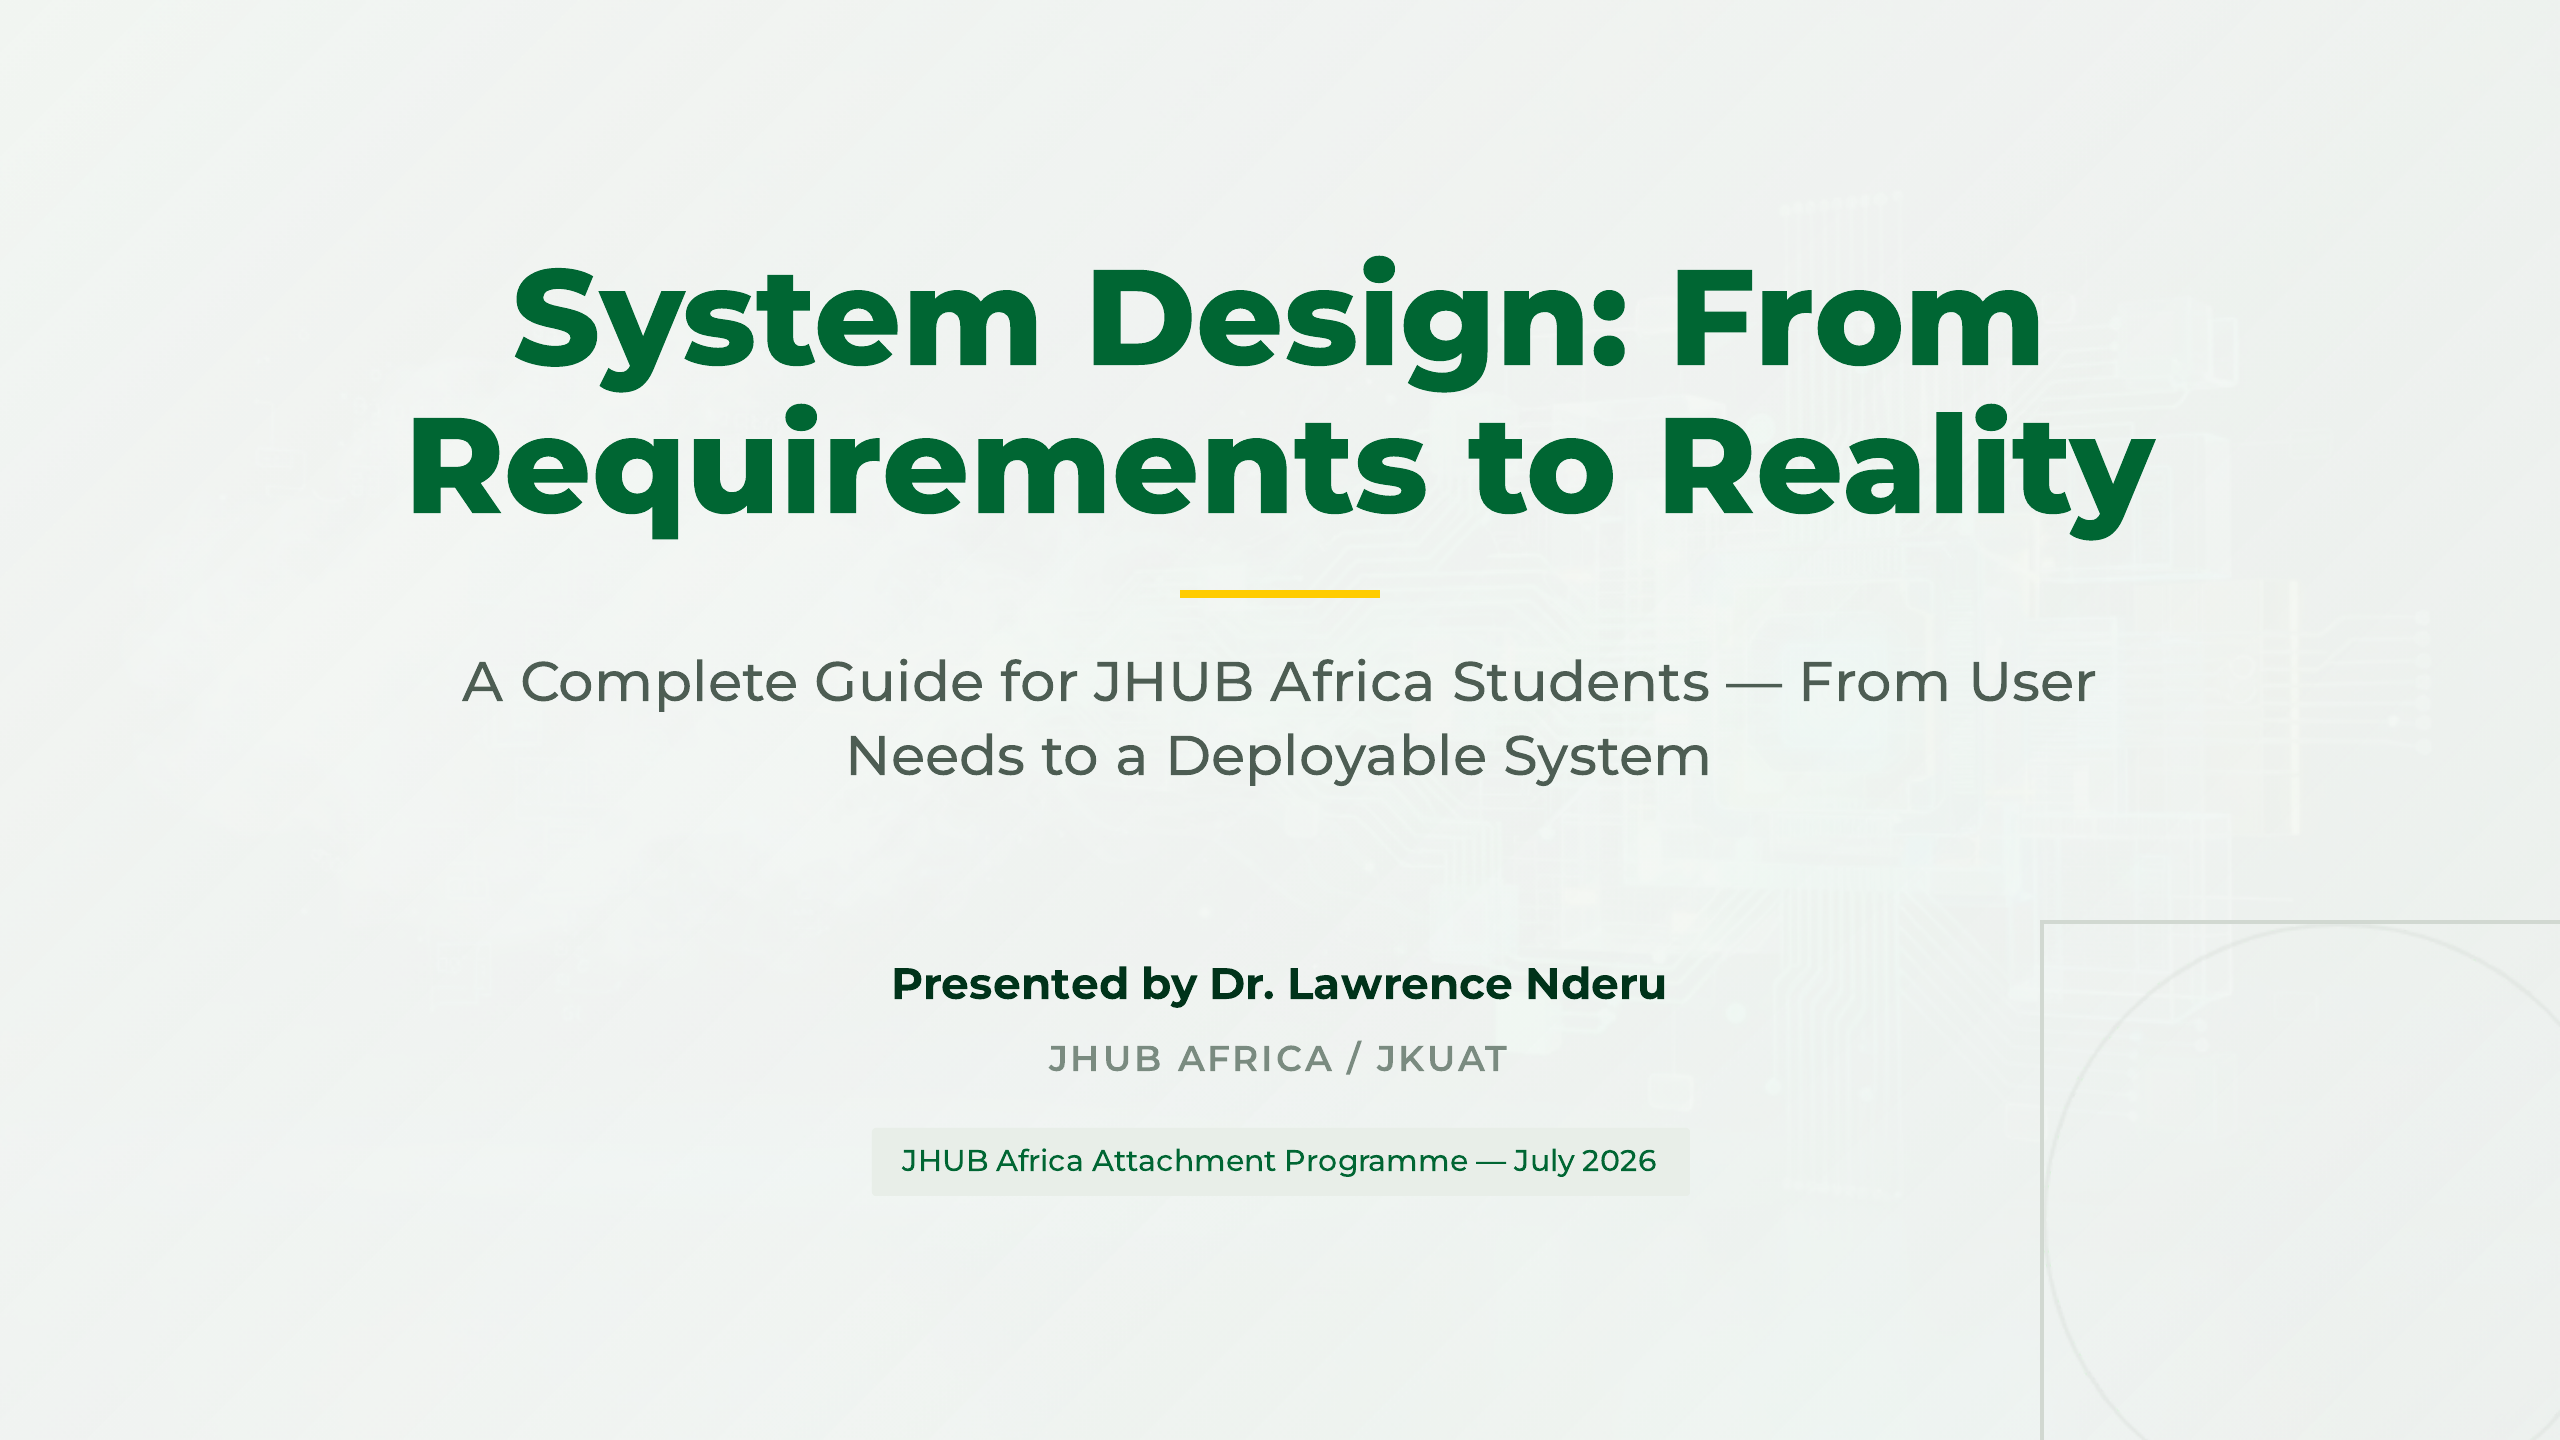 System Design: From
Requirements to Reality
A Complete Guide for JHUB Africa Students — From User
Needs to a Deployable System
Presented by Dr. Lawrence Nderu
JHUB AFRICA / JKUAT
JHUB Africa Attachment Programme — July 2026